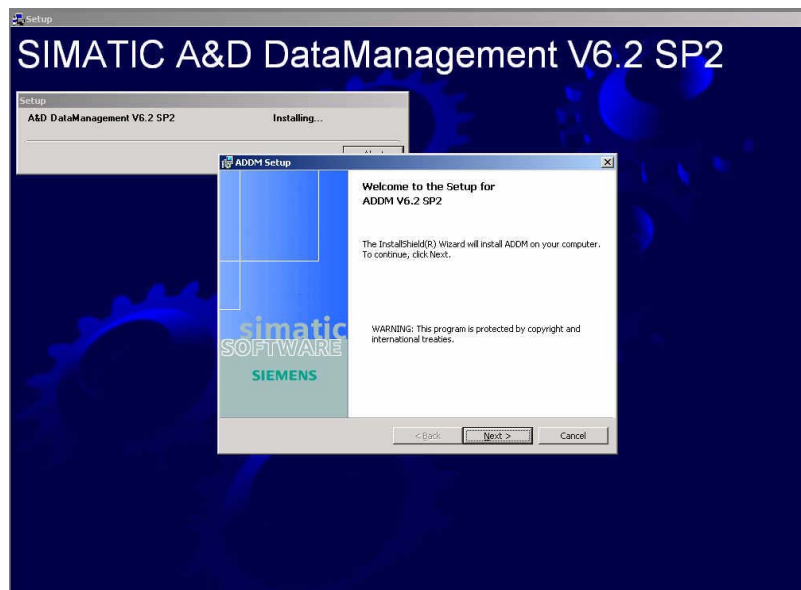 Setup
SIMATIC A&D DataManagement V6.2 SP2
Setup
A&D DataManagement V6.2 SP2 Installing...
ADDM Setup
Welcome to the Setup for
ADDM V6.2 SP2
The InstallShield(R) Wizard will install ADDM on your computer.
To continue, click Next.
simatic
SOFTWARE
WARNING: This program is protected by copyright and
international treaties.
SIEMENS
< Back Next > Cancel